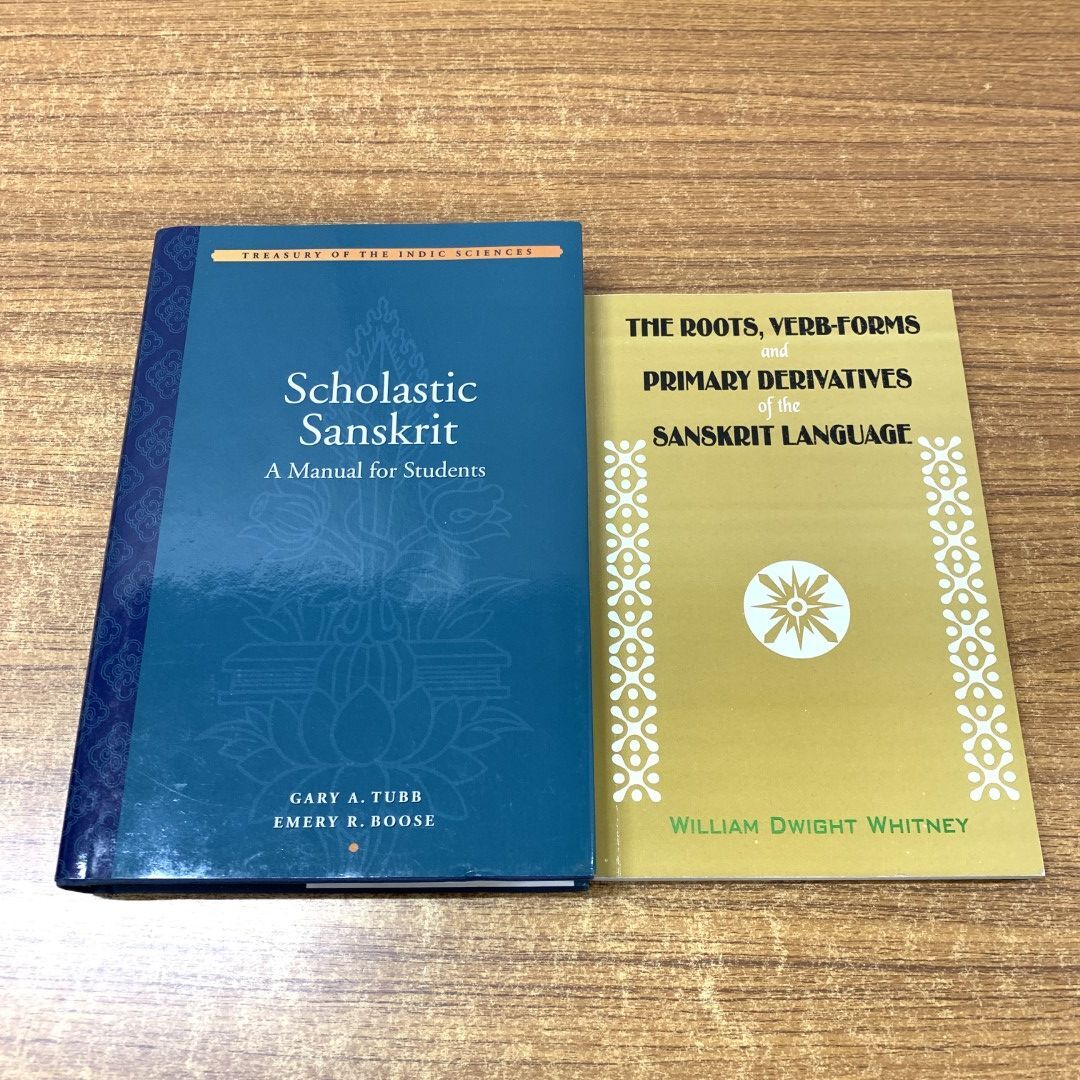 TREASURY OF THE INDIC SCIENCES
Scholastic
Sanskrit
A Manual for Students
GARY A. TUBB
EMERY R. BOOSE
THE ROOTS, VERB-FORMS
and
PRIMARY DERIVATIVES
of the
SANSKRIT LANGUAGE
WILLIAM DWIGHT WHITNEY